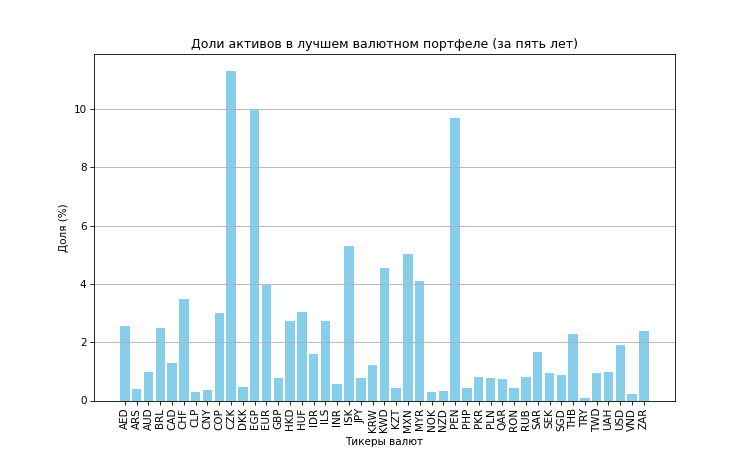 Доли активов в лучшем валютном портфеле (за пять лет)
Доля (%)
10
8
6
4
2
0
AED
ARS
AUD
BRL
CAD
CHF
CLP
CNY
COP
CZK
DKK
EGP
EUR
GBP
HKD
HUF
IDR
ILS
INR
ISK
JPY
KRW
KWD
KZT
MXN
MYR
NOK
NZD
PEN
PHP
PKR
PLN
QAR
RON
RUB
SAR
SEK
SGD
THB
TRY
TWD
UAH
USD
VND
ZAR
Тикеры валют